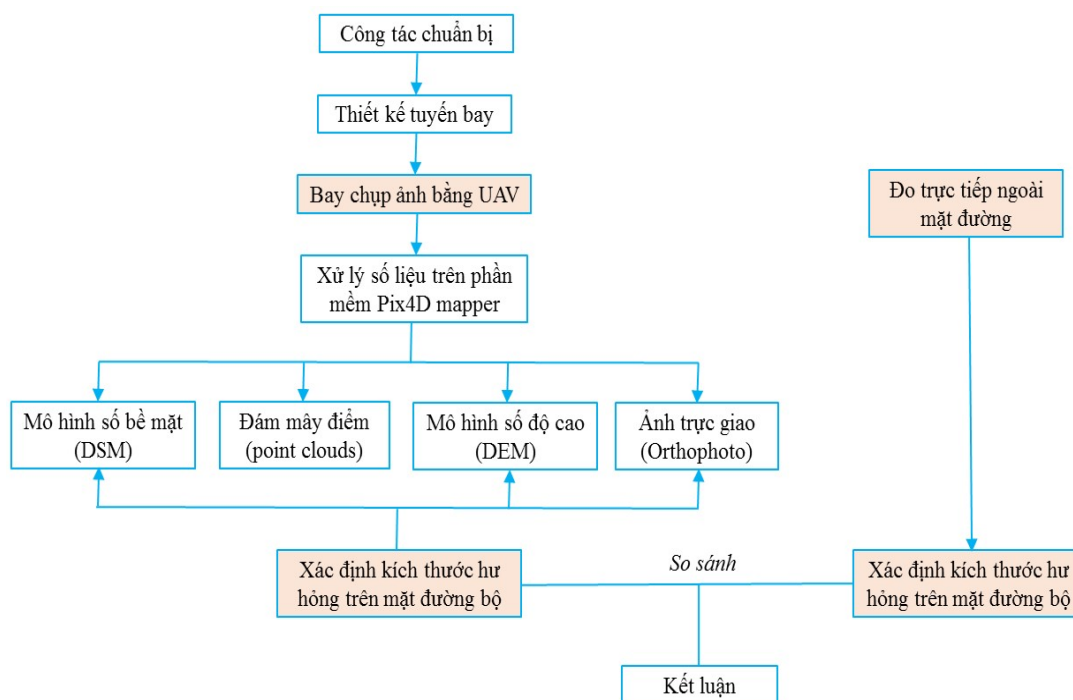 Công tác chuẩn bị
Thiết kế tuyến bay
Bay chụp ảnh bằng UAV
Đo trực tiếp ngoài
mặt đường
Xử lý số liệu trên phần
mềm Pix4D mapper
Mô hình số bề mặt
(DSM)
Đám mây điểm
(point clouds)
Mô hình số độ cao
(DEM)
Ảnh trực giao
(Orthophoto)
Xác định kích thước hư
hỏng trên mặt đường bộ
So sánh
Xác định kích thước hư
hỏng trên mặt đường bộ
Kết luận